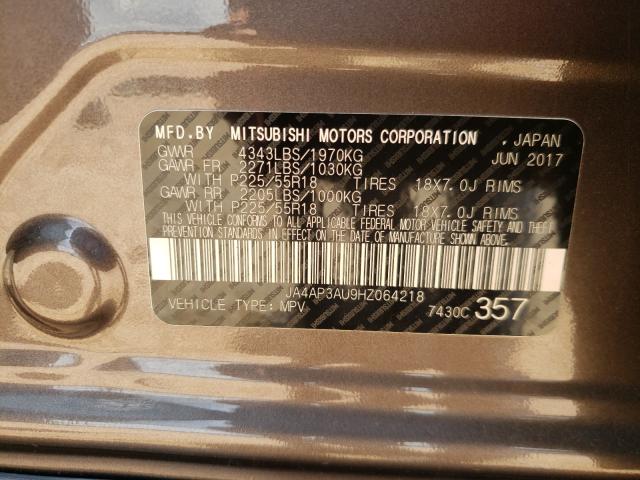 MFD.BY MITSUBISHI MOTORS CORPORATION . JAPAN
GVWR 4343LBS/1970KG JUN 2017
GAWR FR 2271LBS/1030KG
WITH P225/55R18 TIRES 18X7.0J RIMS
GAWR RR 2205LBS/1000KG
WITH P225/55R18 TIRES 18X7.0J RIMS
THIS VEHICLE CONFORMS TO ALL APPLICABLE FEDERAL MOTOR VEHICLE SAFETY AND THEFT
PREVENTION STANDARDS IN EFFECT ON THE DATE OF MANUFACTURE SHOWN ABOVE.
JA4AP3AU9HZ064218
VEHICLE TYPE: MPV 7430C 357